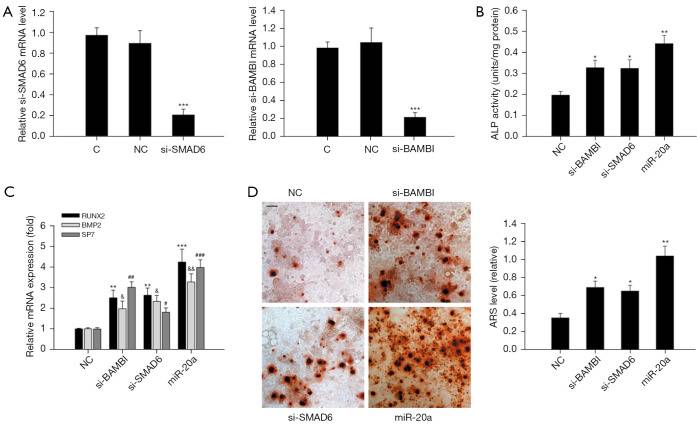 A
Relative si-SMAD6 mRNA level
1.2
1.0
0.8
0.6
0.4
0.2
0.0
***
C NC si-SMAD6
Relative si-BAMBI mRNA level
1.4
1.2
1.0
0.8
0.6
0.4
0.2
0.0
***
C NC si-BAMBI
B
ALP activity (units/mg protein)
0.6
0.5
0.4
0.3
0.2
0.1
0.0
* * **
NC si-BAMBI si-SMAD6 miR-20a
C
Relative mRNA expression (fold)
RUNX2
BMP2
SP7
6
5
4
3
2
1
0
** & ## ** & # *** && ###
NC si-BAMBI si-SMAD6 miR-20a
D
NC si-BAMBI
si-SMAD6 miR-20a
ARS level (relative)
1.4
1.2
1.0
0.8
0.6
0.4
0.2
0.0
* * **
NC si-BAMBI si-SMAD6 miR-20a